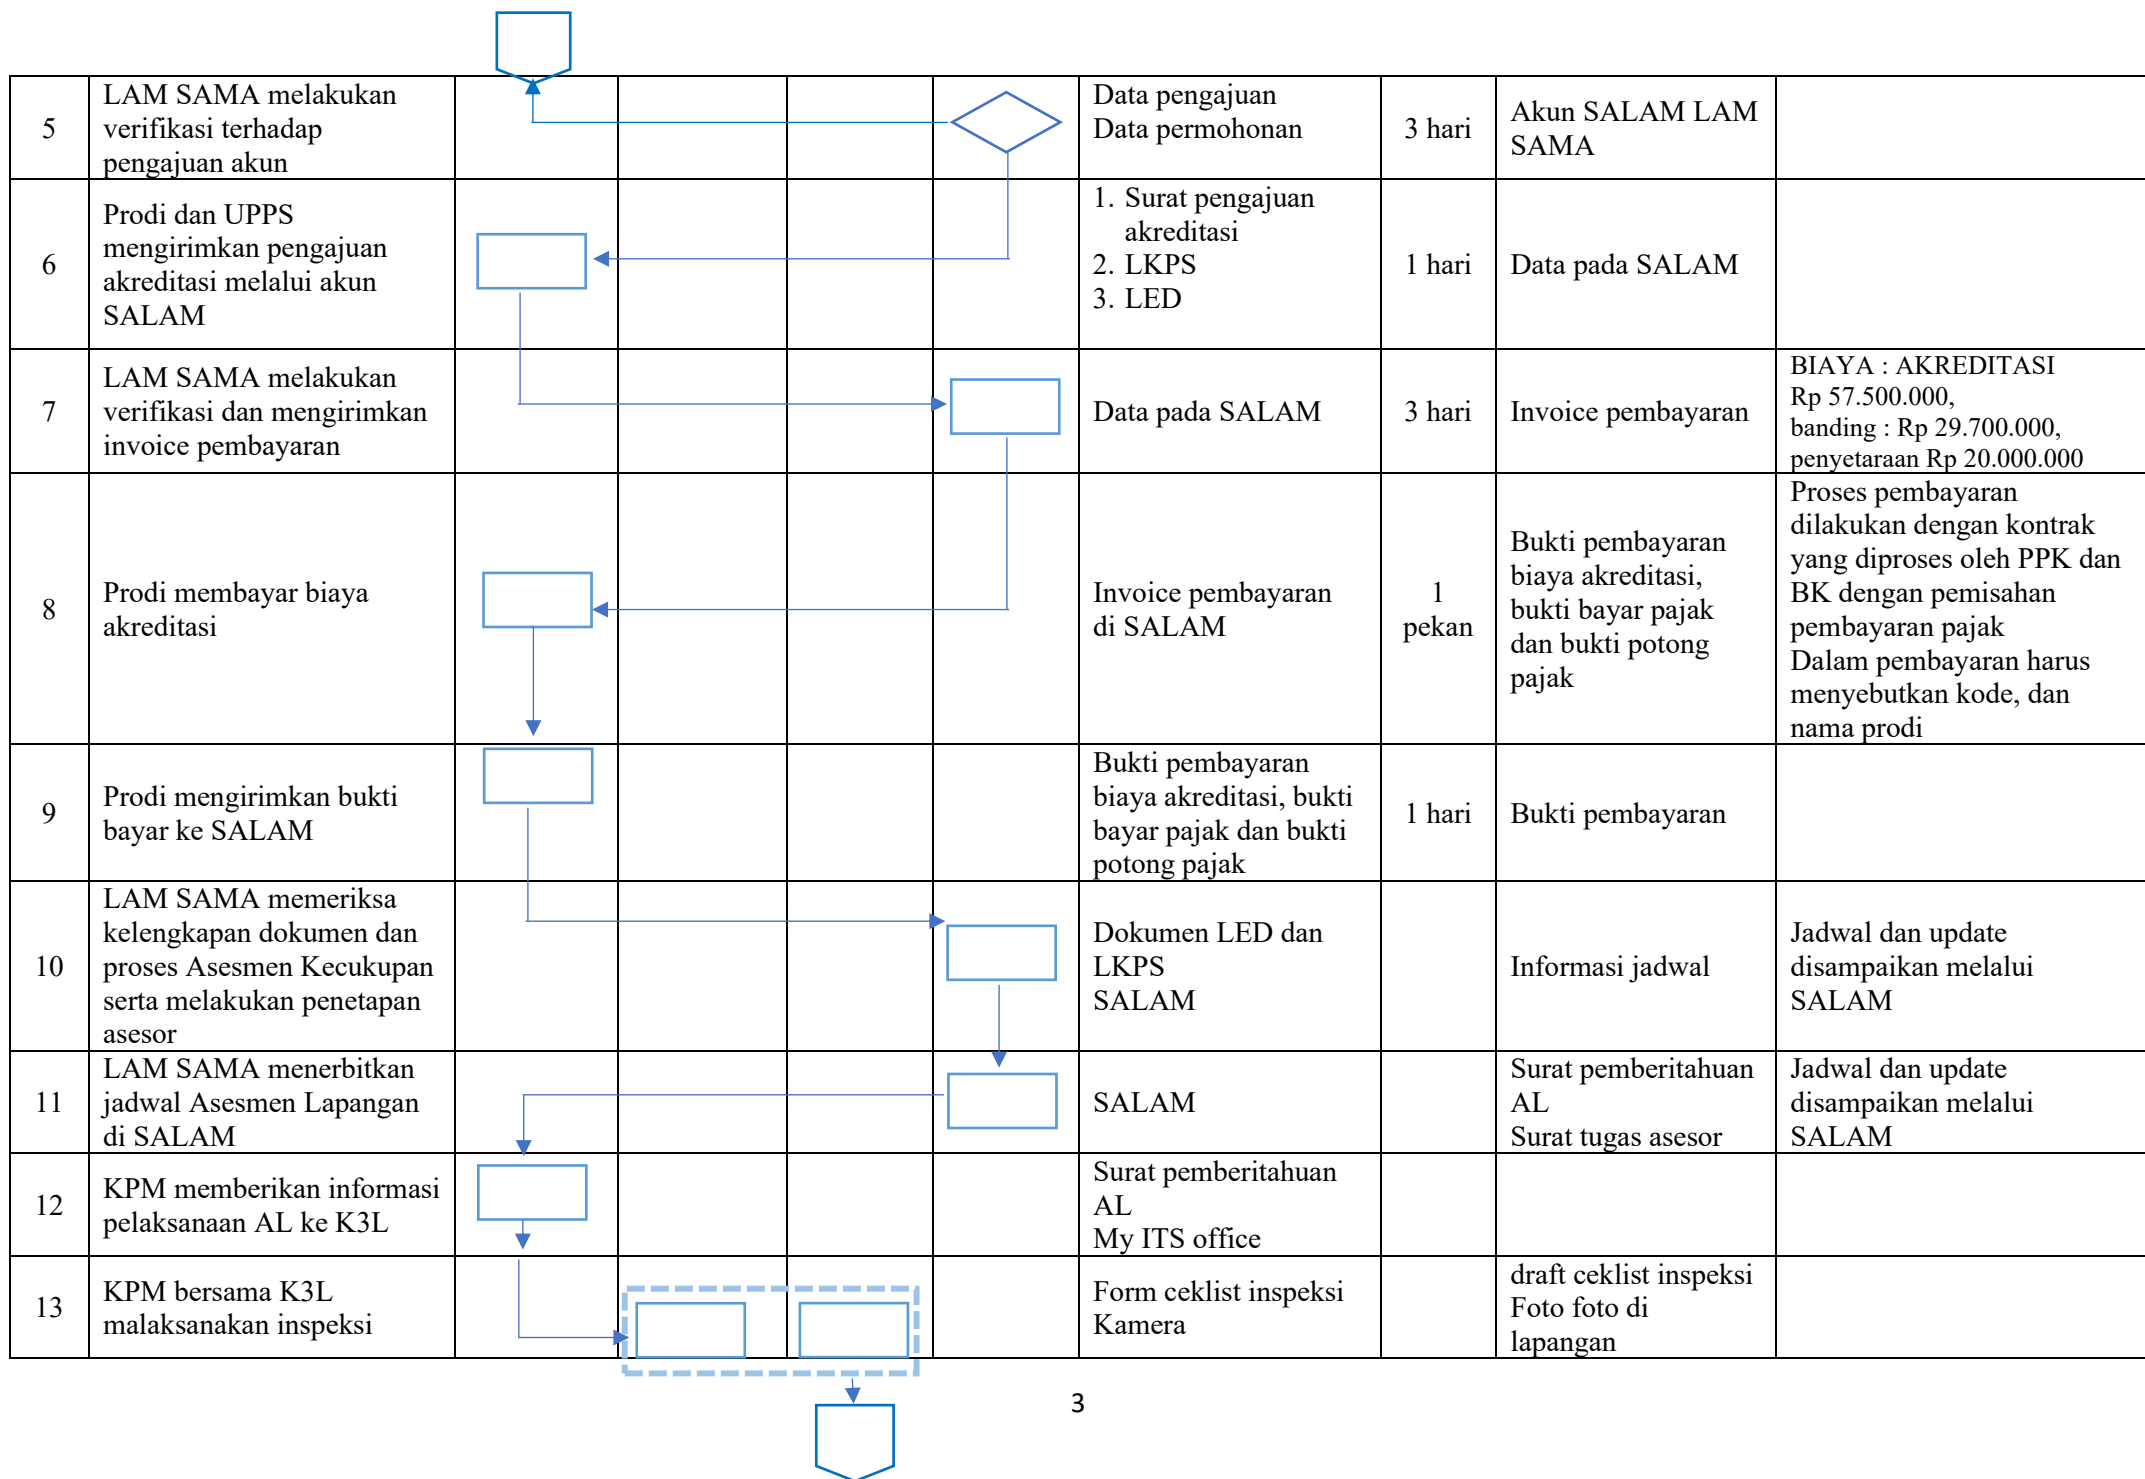 5
LAM SAMA melakukan
verifikasi terhadap
pengajuan akun
Data pengajuan
Data permohonan
3 hari
Akun SALAM LAM
SAMA
6
Prodi dan UPPS
mengirimkan pengajuan
akreditasi melalui akun
SALAM
1. Surat pengajuan
akreditasi
2. LKPS
3. LED
1 hari
Data pada SALAM
7
LAM SAMA melakukan
verifikasi dan mengirimkan
invoice pembayaran
Data pada SALAM
3 hari
Invoice pembayaran
BIAYA : AKREDITASI
Rp 57.500.000,
banding : Rp 29.700.000,
penyetaraan Rp 20.000.000
8
Prodi membayar biaya
akreditasi
Invoice pembayaran
di SALAM
1
pekan
Bukti pembayaran
biaya akreditasi,
bukti bayar pajak
dan bukti potong
pajak
Proses pembayaran
dilakukan dengan kontrak
yang diproses oleh PPK dan
BK dengan pemisahan
pembayaran pajak
Dalam pembayaran harus
menyebutkan kode, dan
nama prodi
9
Prodi mengirimkan bukti
bayar ke SALAM
Bukti pembayaran
biaya akreditasi, bukti
bayar pajak dan bukti
potong pajak
1 hari
Bukti pembayaran
10
LAM SAMA memeriksa
kelengkapan dokumen dan
proses Asesmen Kecukupan
serta melakukan penetapan
asesor
Dokumen LED dan
LKPS
SALAM
Informasi jadwal
Jadwal dan update
disampaikan melalui
SALAM
11
LAM SAMA menerbitkan
jadwal Asesmen Lapangan
di SALAM
SALAM
Surat pemberitahuan
AL
Surat tugas asesor
Jadwal dan update
disampaikan melalui
SALAM
12
KPM memberikan informasi
pelaksanaan AL ke K3L
Surat pemberitahuan
AL
My ITS office
13
KPM bersama K3L
malaksanakan inspeksi
Form ceklist inspeksi
Kamera
draft ceklist inspeksi
Foto foto di
lapangan
3